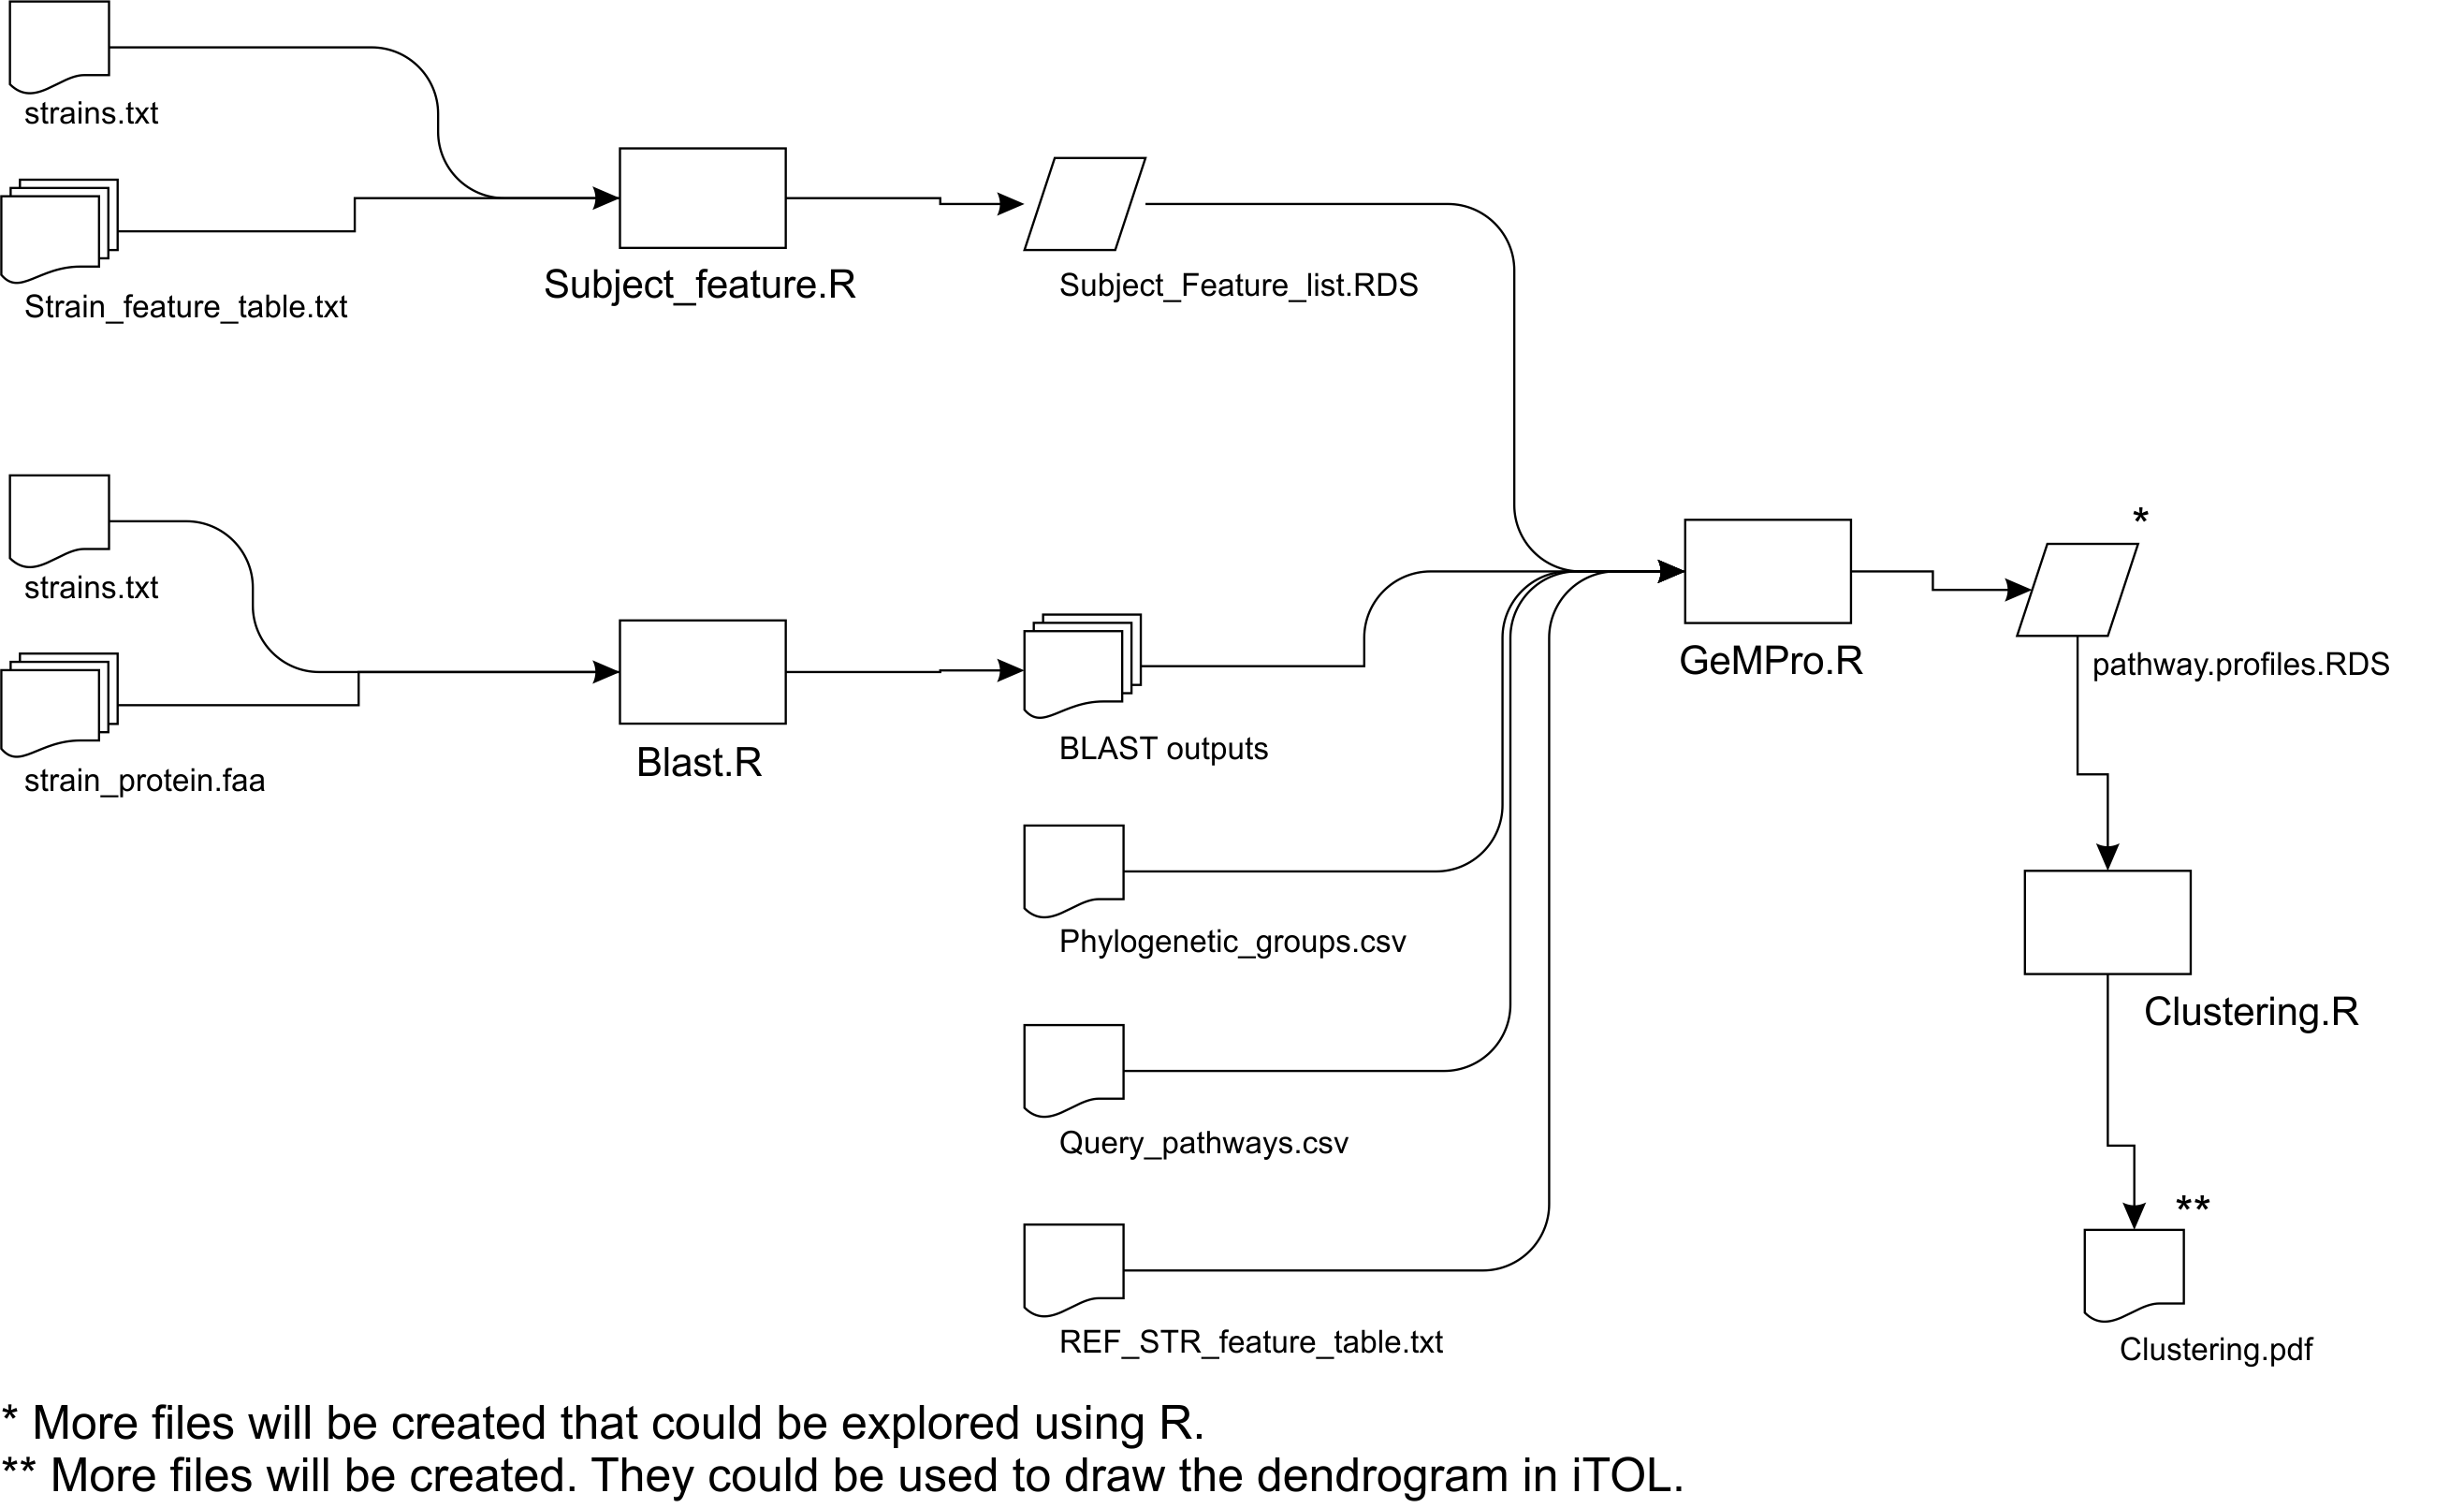 strains.txt
Strain_feature_table.txt
Subject_feature.R
Subject_Feature_list.RDS
strains.txt
strain_protein.faa
Blast.R
BLAST outputs
Phylogenetic_groups.csv
Query_pathways.csv
REF_STR_feature_table.txt
GeMPro.R
*
pathway.profiles.RDS
Clustering.R
**
Clustering.pdf
* More files will be created that could be explored using R.
** More files will be created. They could be used to draw the dendrogram in iTOL.